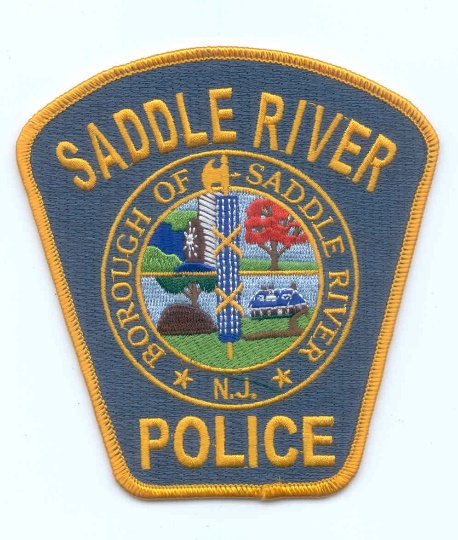 SADDLE RIVER
BOROUGH OF SADDLE RIVER
N.J.
POLICE